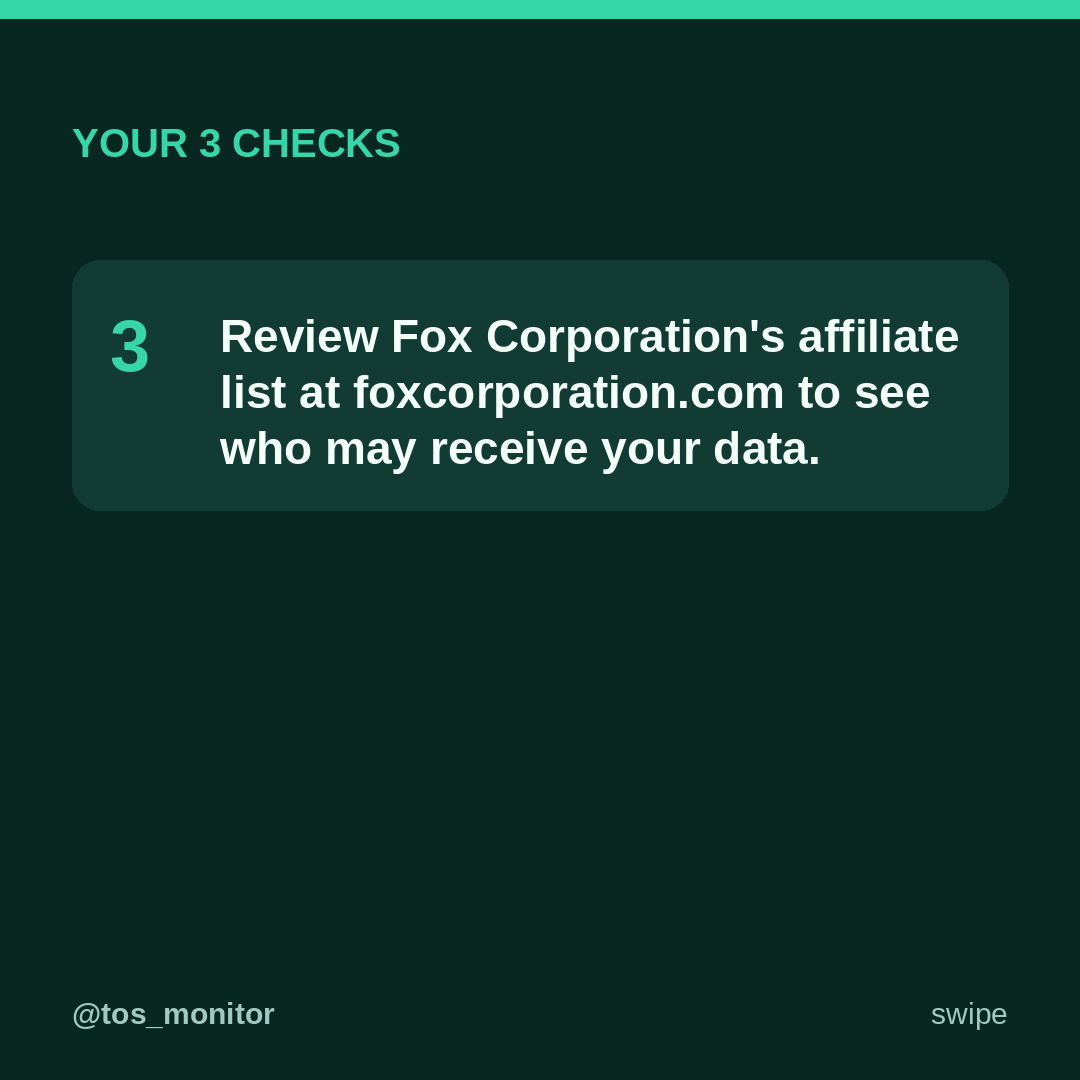 YOUR 3 CHECKS
3
Review Fox Corporation's affiliate
list at foxcorporation.com to see
who may receive your data.
@tos_monitor
swipe